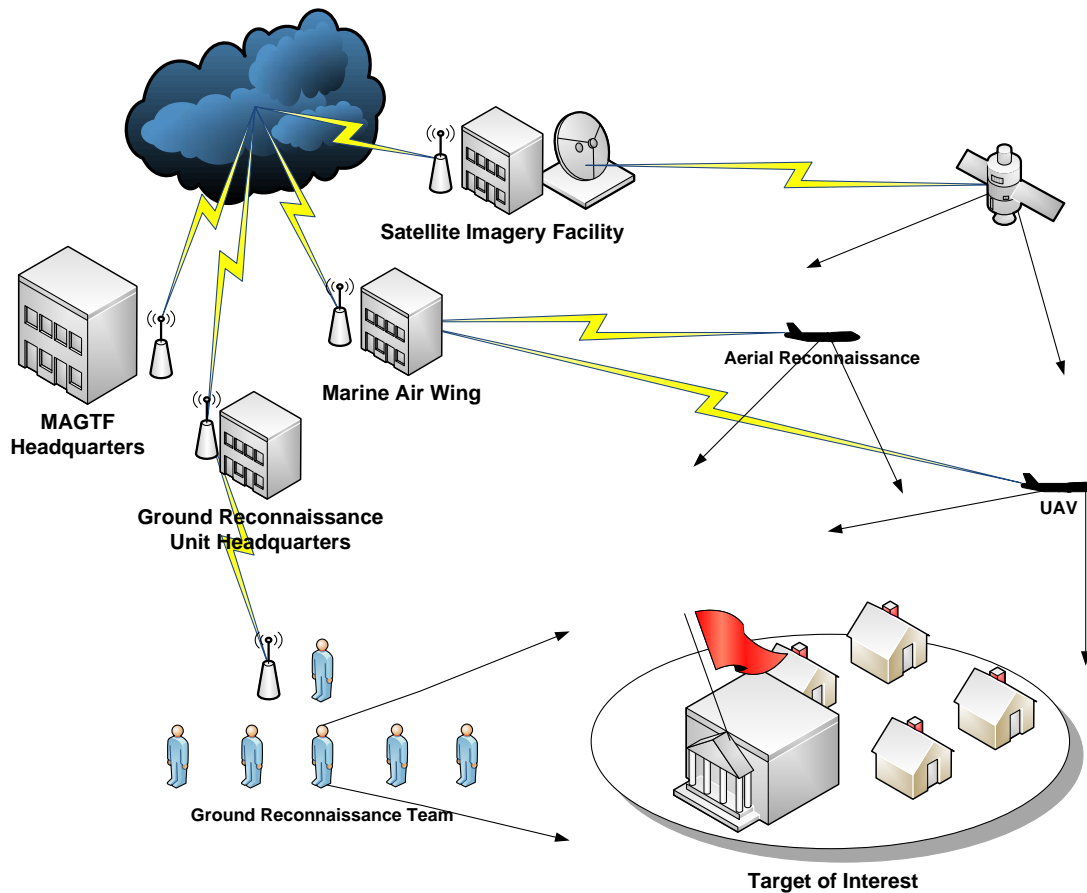 Satellite Imagery Facility
Aerial Reconnaissance
Marine Air Wing
MAGTF
Headquarters
UAV
Ground Reconnaissance
Unit Headquarters
Ground Reconnaissance Team
Target of Interest